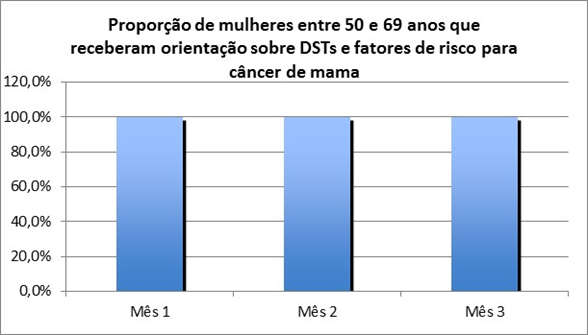 Proporção de mulheres entre 50 e 69 anos que
receberam orientação sobre DSTs e fatores de risco para
câncer de mama
120,0%
100,0%
80,0%
60,0%
40,0%
20,0%
0,0%
Mês 1
Mês 2
Mês 3